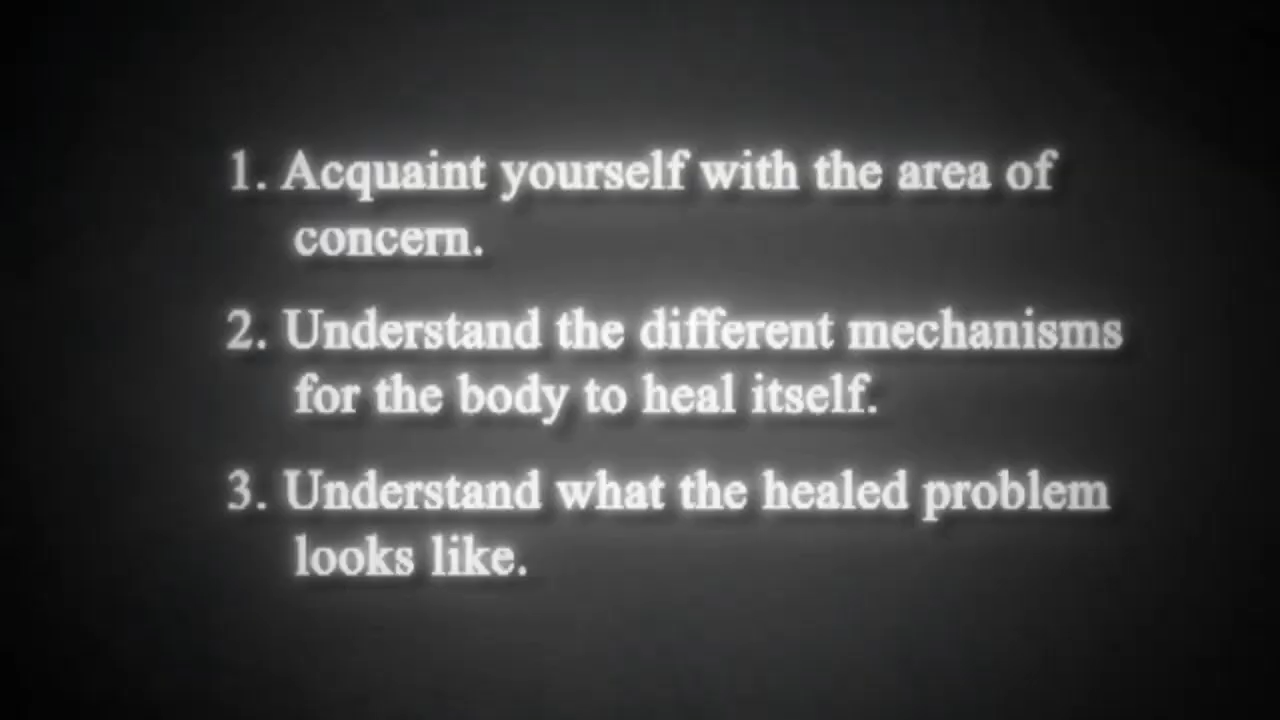 1. Acquaint yourself with the area of
concern.
2. Understand the different mechanisms
for the body to heal itself.
3. Understand what the healed problem
looks like.